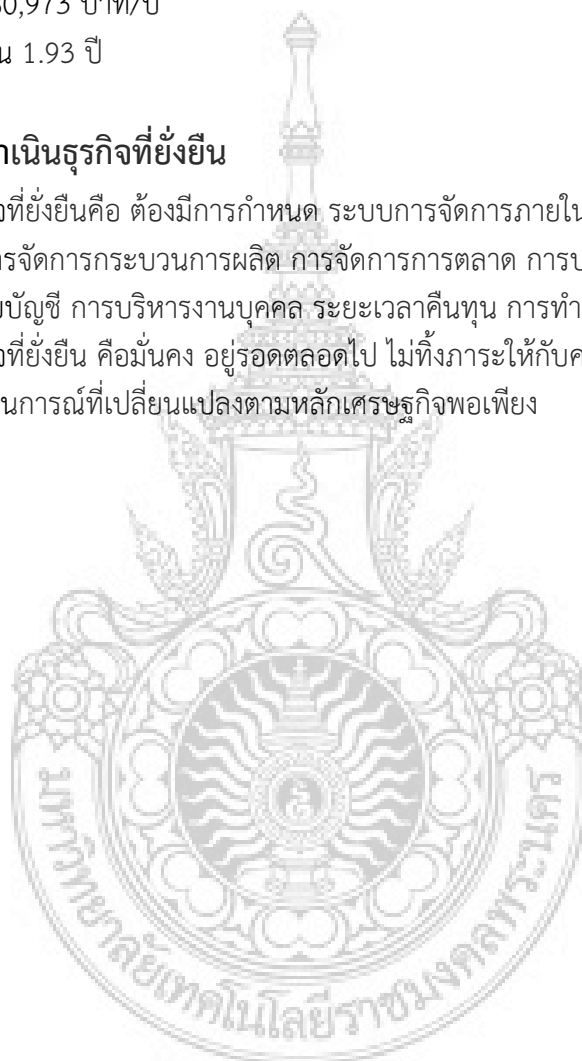 0,973 บาท/ปี
น 1.93 ปี
าเนินธุรกิจที่ยั่งยืน
จที่ยั่งยืนคือ ต้องมีการกำหนด ระบบการจัดการภายใน
ารจัดการกระบวนการผลิต การจัดการการตลาด การบ
มบัญชี การบริหารงานบุคคล ระยะเวลาคืนทุน การทำ
จที่ยั่งยืน คือมั่นคง อยู่รอดตลอดไป ไม่ทิ้งภาระให้กับค
นการณ์ที่เปลี่ยนแปลงตามหลักเศรษฐกิจพอเพียง
มหาวิทยาลัยเทคโนโลยีราชมงคลพระนคร